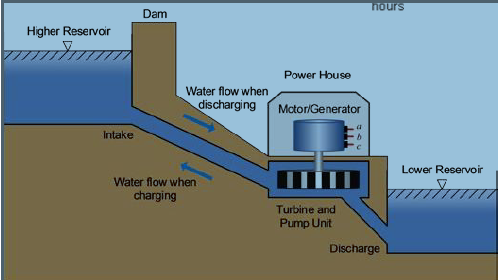 hours
Dam
Higher Reservoir
Power House
Water flow when
discharging
Motor/Generator
a
b
c
Intake
Lower Reservoir
Water flow when
charging
Turbine and
Pump Unit
Discharge